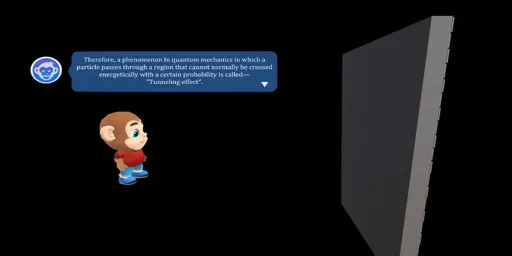 Therefore, a phenomenon In quantum mechanics in which a
particle passes through a region that cannot normally be crossed
energetically with a certain probability is called—
"Tunneling effect".